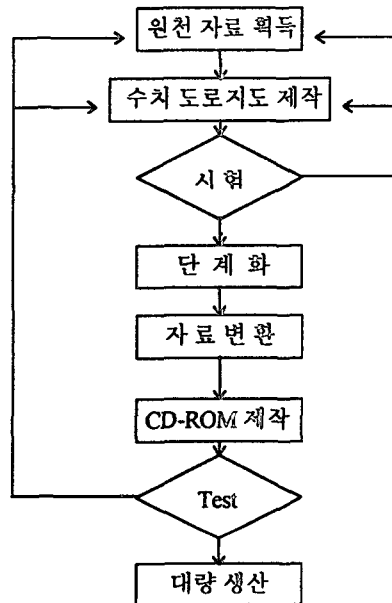 원천 자료 획득
수치 도로지도 제작
시 험
단 계 화
자 료 변 환
CD-ROM 제작
Test
대량 생산